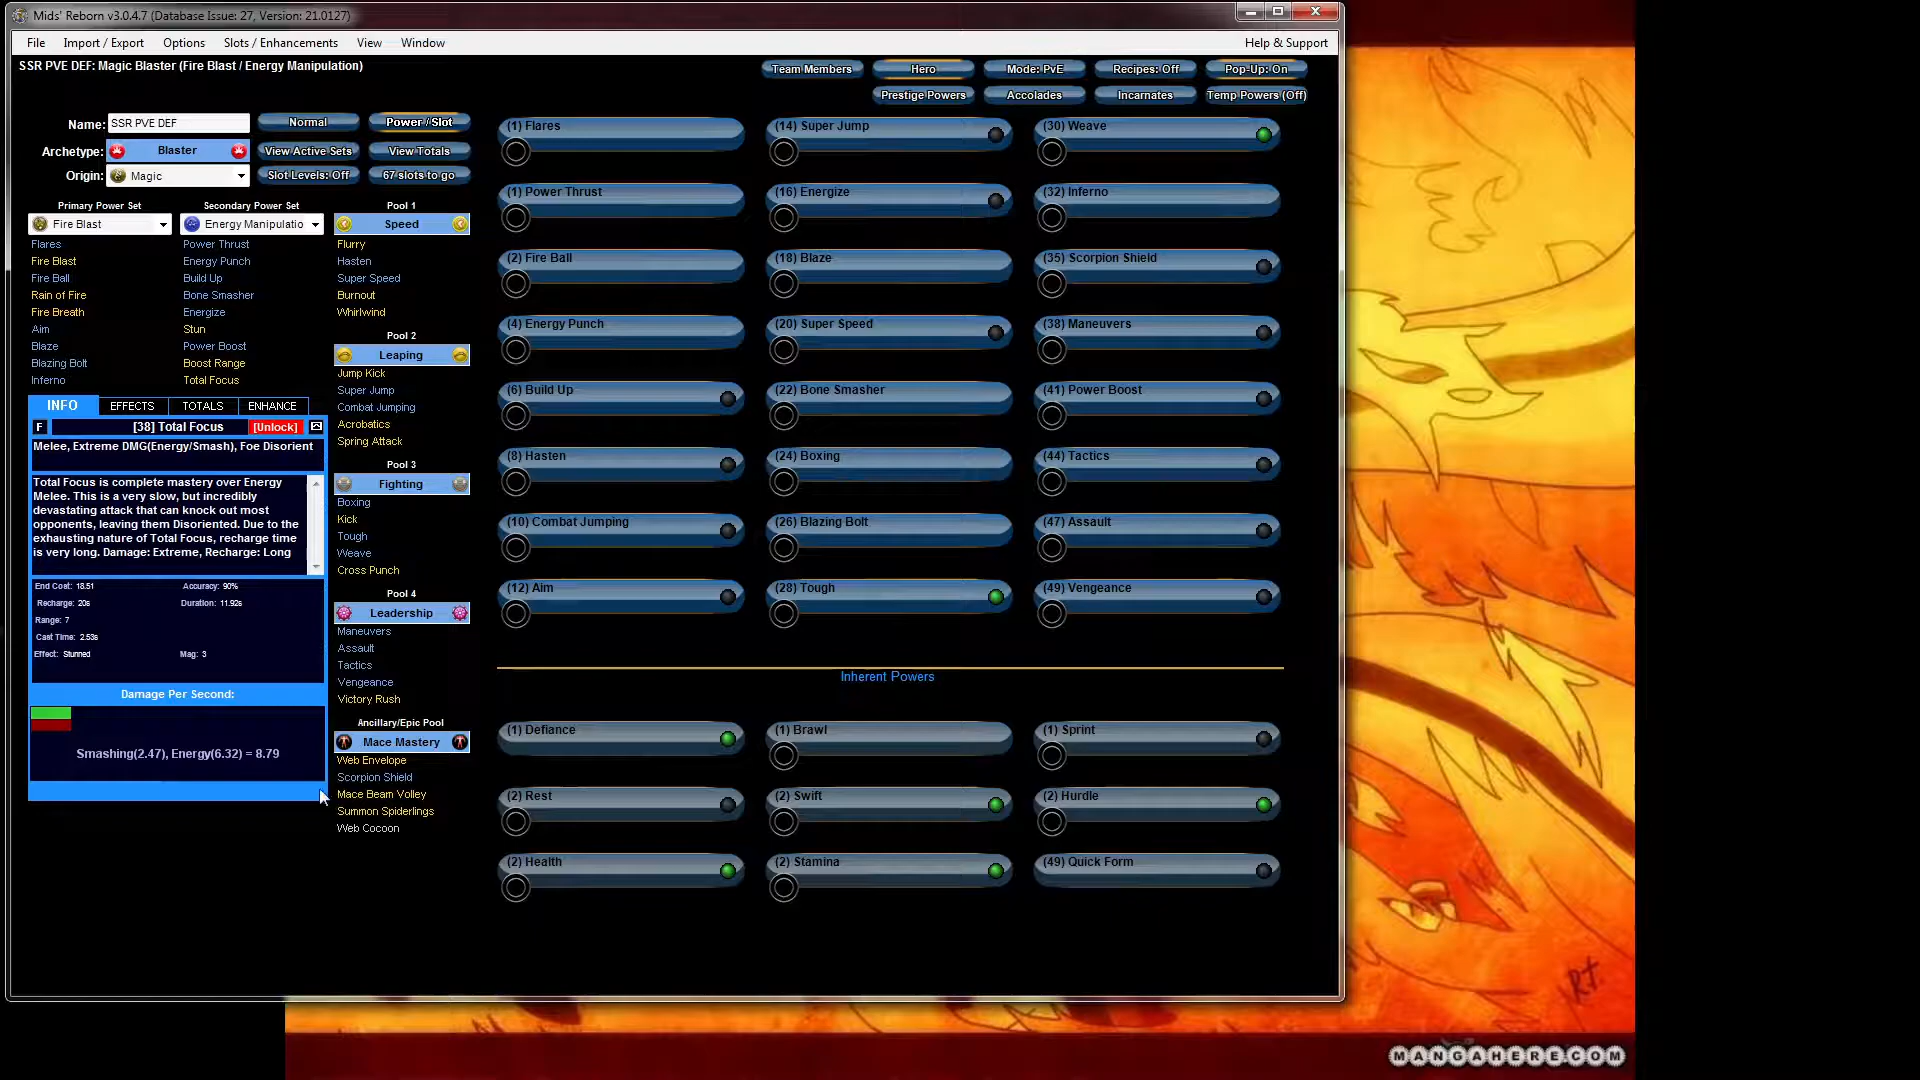 Mids' Reborn v3.0.4.7 (Database Issue: 27, Version: 21.0127)
File Import / Export Options Slots / Enhancements View Window Help & Support
SSR PVE DEF: Magic Blaster (Fire Blast / Energy Manipulation)
Team Members Hero Mode: PvE Recipes: Off Pop-Up: On
Prestige Powers Accolades Incarnates Temp Powers (Off)
Name: SSR PVE DEF Normal Power / Slot
Archetype: Blaster View Active Sets View Totals
Origin: Magic Slot Levels: Off 67 slots to go
Primary Power Set
Fire Blast
Flares
Fire Blast
Fire Ball
Rain of Fire
Fire Breath
Aim
Blaze
Blazing Bolt
Inferno
Secondary Power Set
Energy Manipulatio
Power Thrust
Energy Punch
Build Up
Bone Smasher
Energize
Stun
Power Boost
Boost Range
Total Focus
Pool 1
Speed
Flurry
Hasten
Super Speed
Burnout
Whirlwind
Pool 2
Leaping
Jump Kick
Super Jump
Combat Jumping
Acrobatics
Spring Attack
Pool 3
Fighting
Boxing
Kick
Tough
Weave
Cross Punch
Pool 4
Leadership
Maneuvers
Assault
Tactics
Vengeance
Victory Rush
Ancillary/Epic Pool
Mace Mastery
Web Envelope
Scorpion Shield
Mace Beam Volley
Summon Spiderlings
Web Cocoon
INFO EFFECTS TOTALS ENHANCE
F [38] Total Focus [Unlock]
Melee, Extreme DMG(Energy/Smash), Foe Disorient
Total Focus is complete mastery over Energy
Melee. This is a very slow, but incredibly
devastating attack that can knock out most
opponents, leaving them Disoriented. Due to the
exhausting nature of Total Focus, recharge time
is very long. Damage: Extreme, Recharge: Long
End Cost: 18.51 Accuracy: 90%
Recharge: 20s Duration: 11.92s
Range: 7
Cast Time: 2.53s
Effect: Stunned Mag: 3
Damage Per Second:
Smashing(2.47), Energy(6.32) = 8.79
(1) Flares
(1) Power Thrust
(2) Fire Ball
(4) Energy Punch
(6) Build Up
(8) Hasten
(10) Combat Jumping
(12) Aim
(14) Super Jump
(16) Energize
(18) Blaze
(20) Super Speed
(22) Bone Smasher
(24) Boxing
(26) Blazing Bolt
(28) Tough
(30) Weave
(32) Inferno
(35) Scorpion Shield
(38) Maneuvers
(41) Power Boost
(44) Tactics
(47) Assault
(49) Vengeance
Inherent Powers
(1) Defiance (1) Brawl (1) Sprint
(2) Rest (2) Swift (2) Hurdle
(2) Health (2) Stamina (49) Quick Form
RT
MANGAHERE.COM